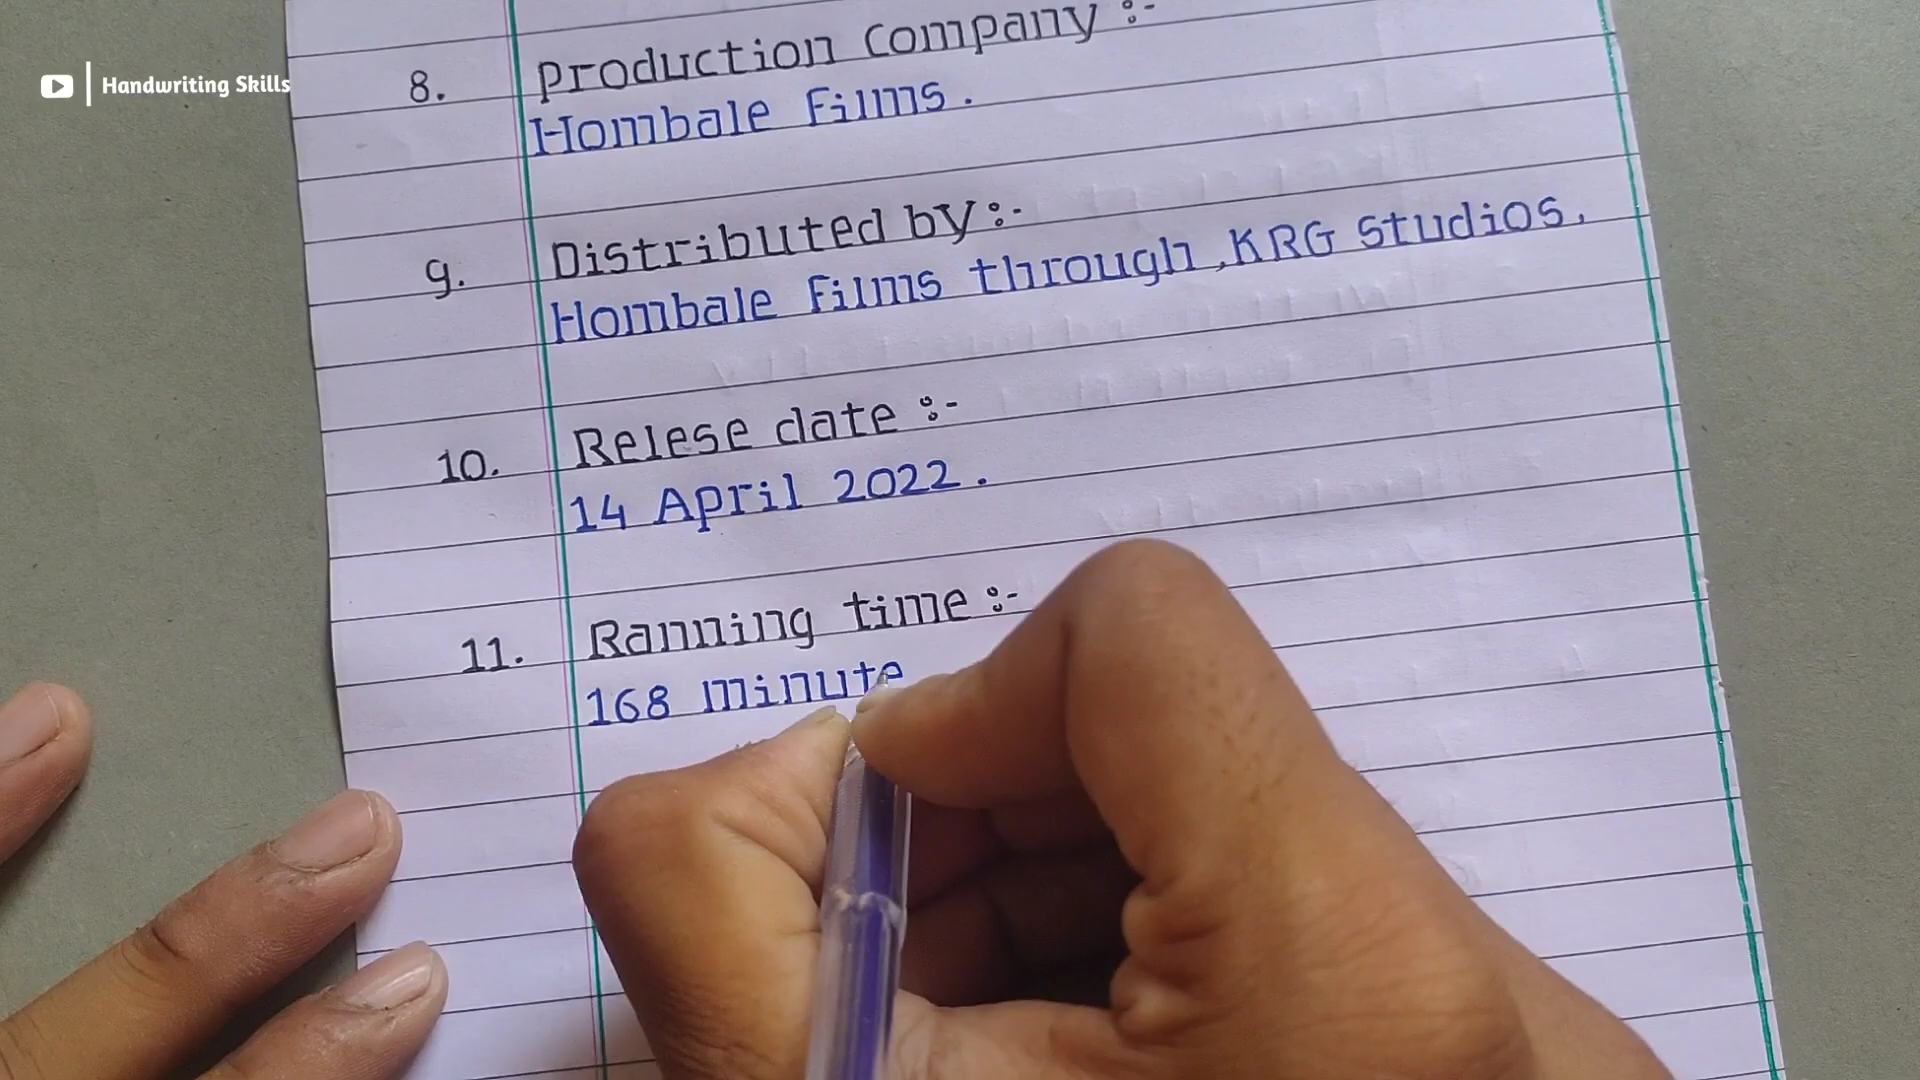 Handwriting Skills
8. Production Company :-
Hombale Films.
9. Distributed by:-
Hombale Films through, KRG Studios.
10. Relese date :-
14 April 2022.
11. Ranning time :-
168 Minute